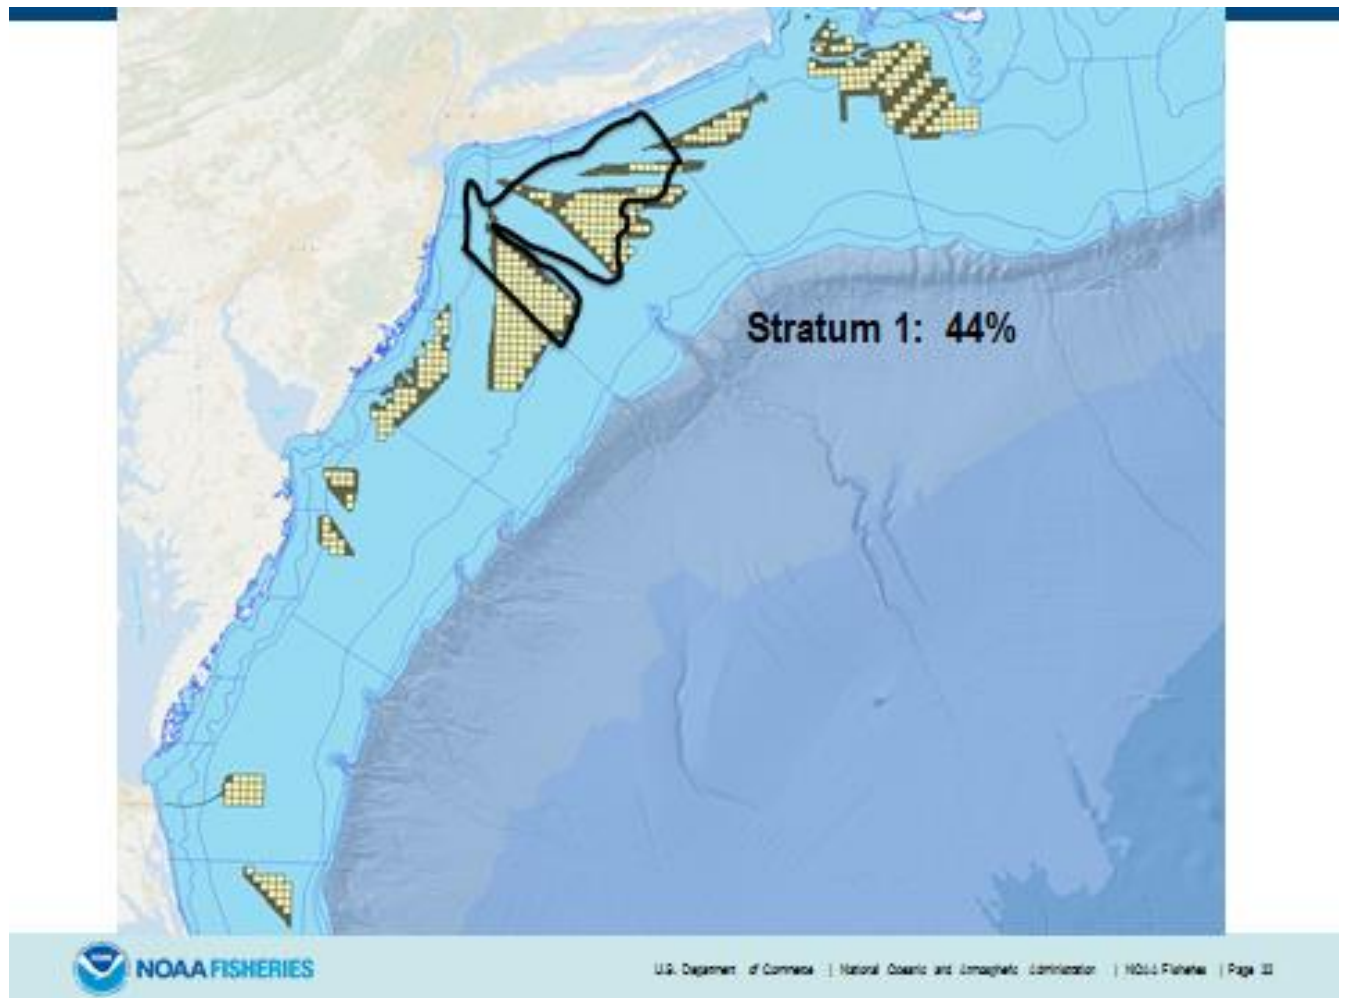 Stratum 1: 44%
NOAA FISHERIES
U.S. Department of Commerce | National Oceanic and Atmospheric Administration | NOAA Fisheries | Page